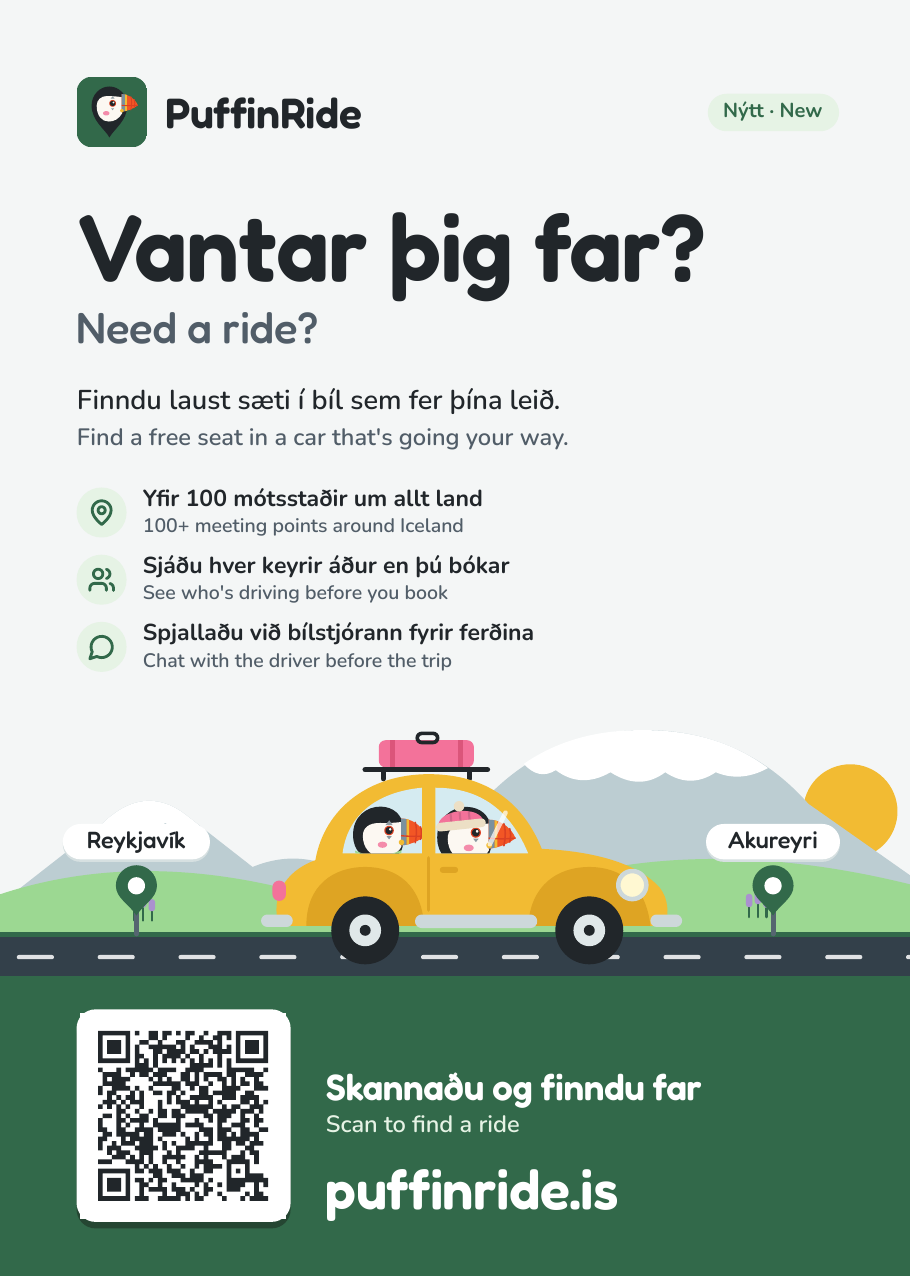 PuffinRide
Nýtt · New
Vantar þig far?
Need a ride?
Finndu laust sæti í bíl sem fer þína leið.
Find a free seat in a car that's going your way.
Yfir 100 mótsstaðir um allt land
100+ meeting points around Iceland
Sjáðu hver keyrir áður en þú bókar
See who's driving before you book
Spjallaðu við bílstjórann fyrir ferðina
Chat with the driver before the trip
Reykjavík
Akureyri
Skannaðu og finndu far
Scan to find a ride
puffinride.is